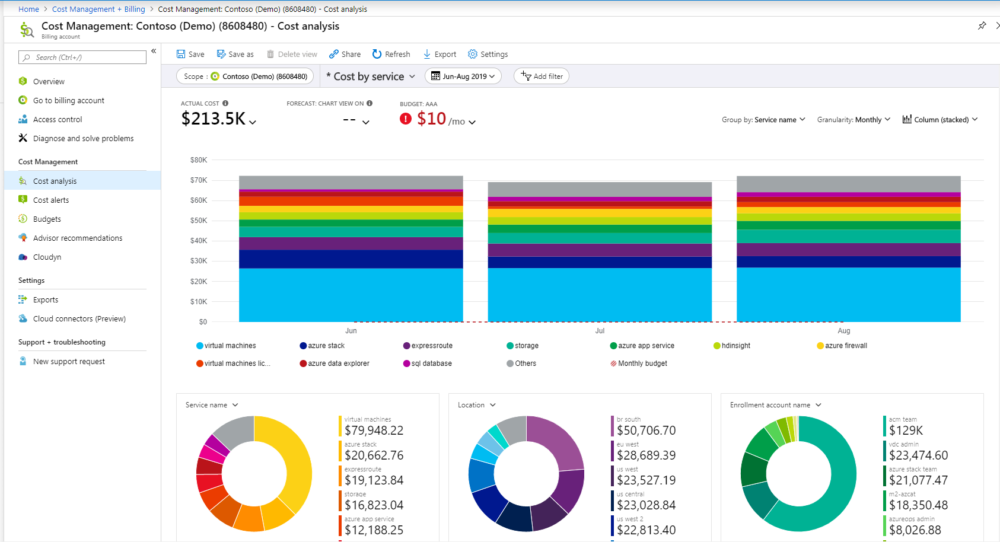 Home > Cost Management + Billing > Cost Management: Contoso (Demo) (8608480) - Cost analysis
Cost Management: Contoso (Demo) (8608480) - Cost analysis
Billing account
Search (Ctrl+/)
«
Overview
Go to billing account
Access control
Diagnose and solve problems
Cost Management
Cost analysis
Cost alerts
Budgets
Advisor recommendations
Cloudyn
Settings
Exports
Cloud connectors (Preview)
Support + troubleshooting
New support request
Save Save as Delete view Share Refresh Export Settings
Scope : Contoso (Demo) (8608480) * Cost by service Jun-Aug 2019 Add filter
ACTUAL COST
$213.5K
FORECAST: CHART VIEW ON
--
BUDGET: AAA
$10 /mo
Group by: Service name Granularity: Monthly Column (stacked)
$80K
$70K
$60K
$50K
$40K
$30K
$20K
$10K
$0
Jun Jul Aug
virtual machines azure stack expressroute storage azure app service hdinsight azure firewall
virtual machines lic... azure data explorer sql database Others Monthly budget
Service name
virtual machines
$79,948.22
azure stack
$20,662.76
expressroute
$19,123.84
storage
$16,823.04
azure app service
$12,188.25
Location
br south
$50,706.70
eu west
$28,689.39
us west
$23,527.19
us central
$23,028.84
us west 2
$22,813.40
Enrollment account name
acm team
$129K
vdc admin
$23,474.60
azure stack team
$21,077.47
m2-azcat
$18,350.48
azureops admin
$8,026.88